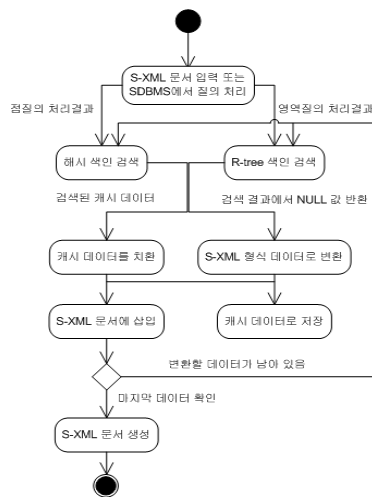 S-XML 문서 입력 또는
SDBMS에서 질의 처리
점질의 처리결과
영역질의 처리결과
해시 색인 검색
R-tree 색인 검색
검색된 캐시 데이터
검색 결과에서 NULL 값 반환
캐시 데이터를 치환
S-XML 형식 데이터로 변환
S-XML 문서에 삽입
캐시 데이터로 저장
변환할 데이터가 남아 있음
마지막 데이터 확인
S-XML 문서 생성